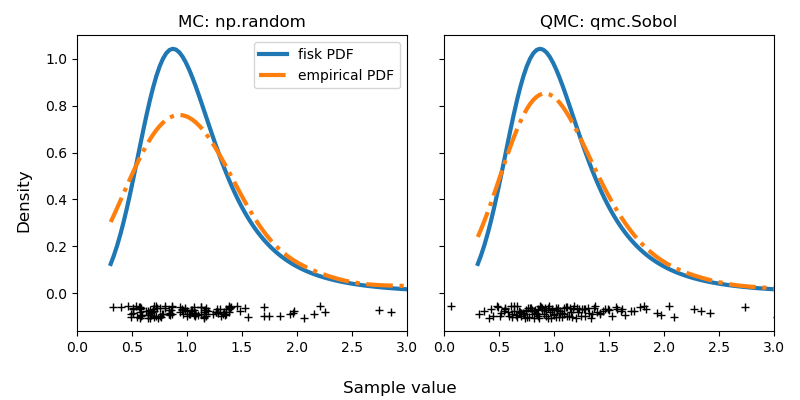 MC: np.random
QMC: qmc.Sobol
fisk PDF
empirical PDF
Density
1.0
0.8
0.6
0.4
0.2
0.0
0.0 0.5 1.0 1.5 2.0 2.5 3.0
0.0 0.5 1.0 1.5 2.0 2.5 3.0
Sample value